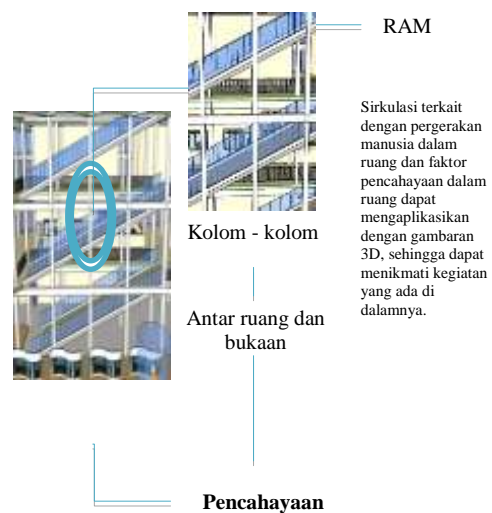 RAM
Sirkulasi terkait
dengan pergerakan
manusia dalam
ruang dan faktor
pencahayaan dalam
ruang dapat
mengaplikasikan
dengan gambaran
3D, sehingga dapat
menikmati kegiatan
yang ada di
dalamnya.
Kolom - kolom
Antar ruang dan
bukaan
Pencahayaan